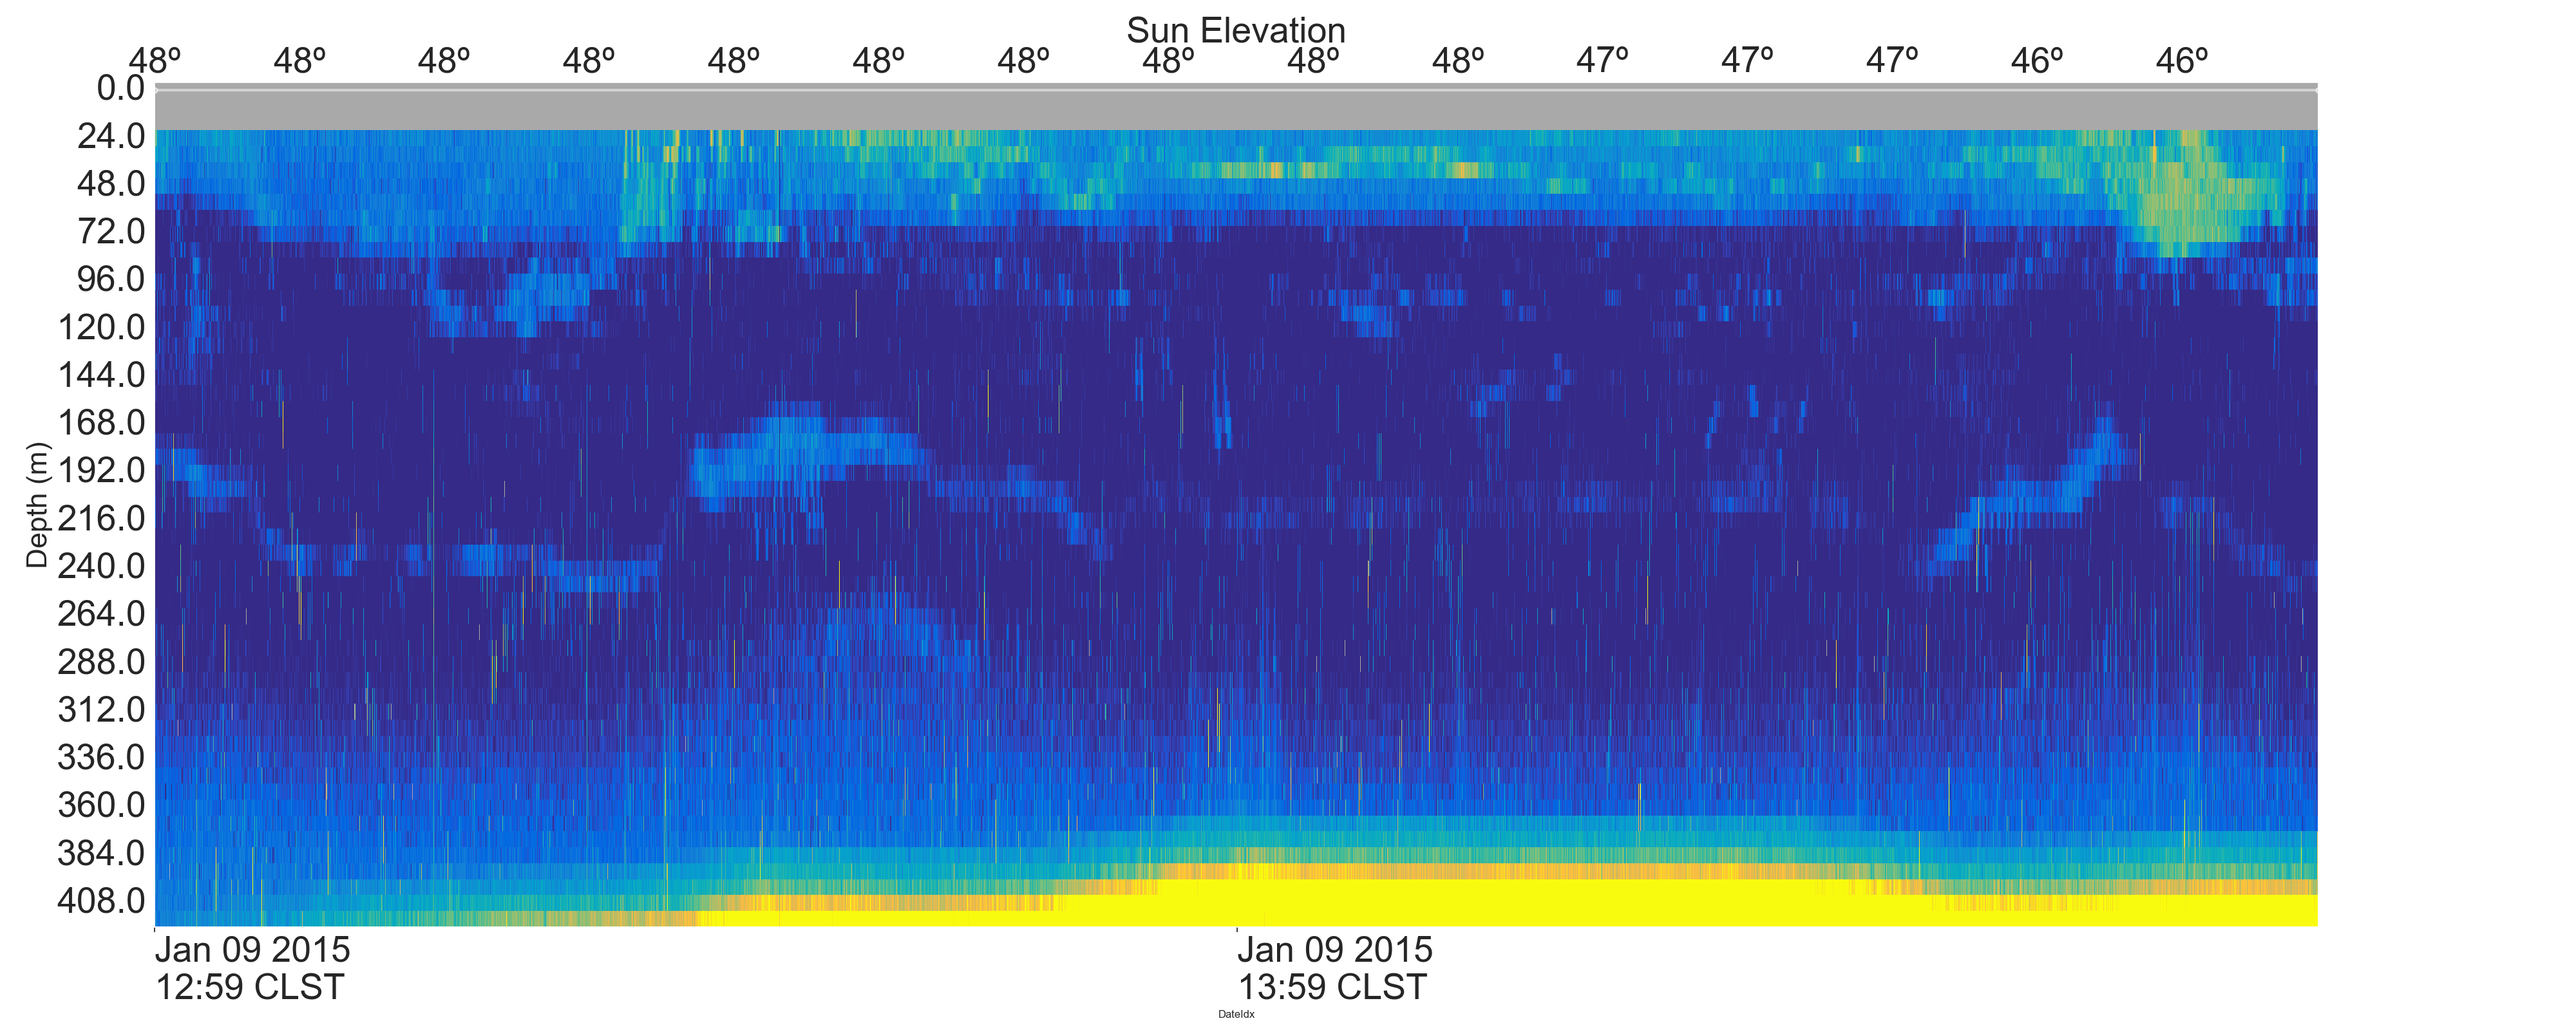 Sun Elevation
48º 48º 48º 48º 48º 48º 48º 48º 48º 48º 47º 47º 47º 46º 46º
0.0
24.0
48.0
72.0
96.0
120.0
144.0
168.0
192.0
216.0
240.0
264.0
288.0
312.0
336.0
360.0
384.0
408.0
Depth (m)
Jan 09 2015
12:59 CLST
Jan 09 2015
13:59 CLST
DateIdx